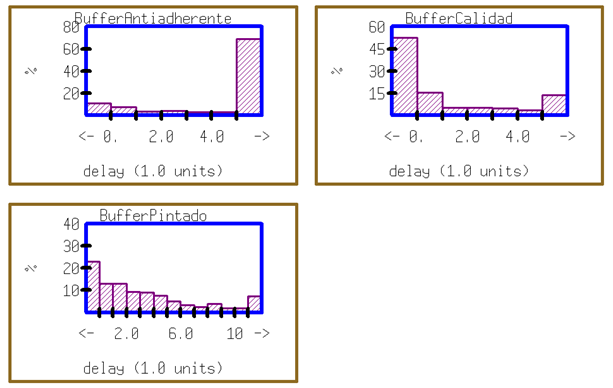 BufferAntiadherente
80
60
40
20
%
<- 0. 2.0 4.0 ->
delay (1.0 units)
BufferCalidad
60
45
30
15
%
<- 0. 2.0 4.0 ->
delay (1.0 units)
BufferPintado
40
30
20
10
%
<- 2.0 6.0 10 ->
delay (1.0 units)